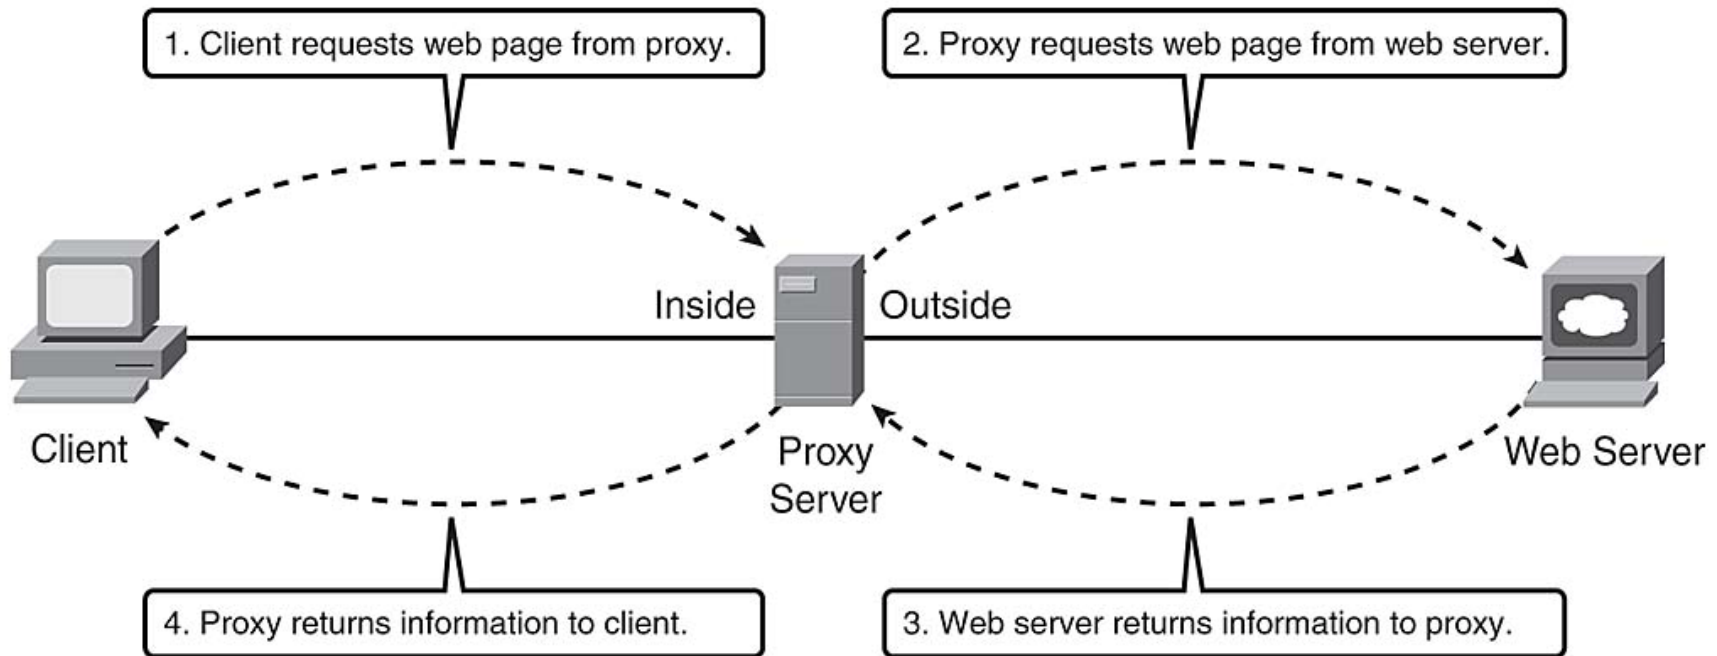 1. Client requests web page from proxy.
2. Proxy requests web page from web server.
Inside
Outside
Client
Proxy
Server
Web Server
4. Proxy returns information to client.
3. Web server returns information to proxy.